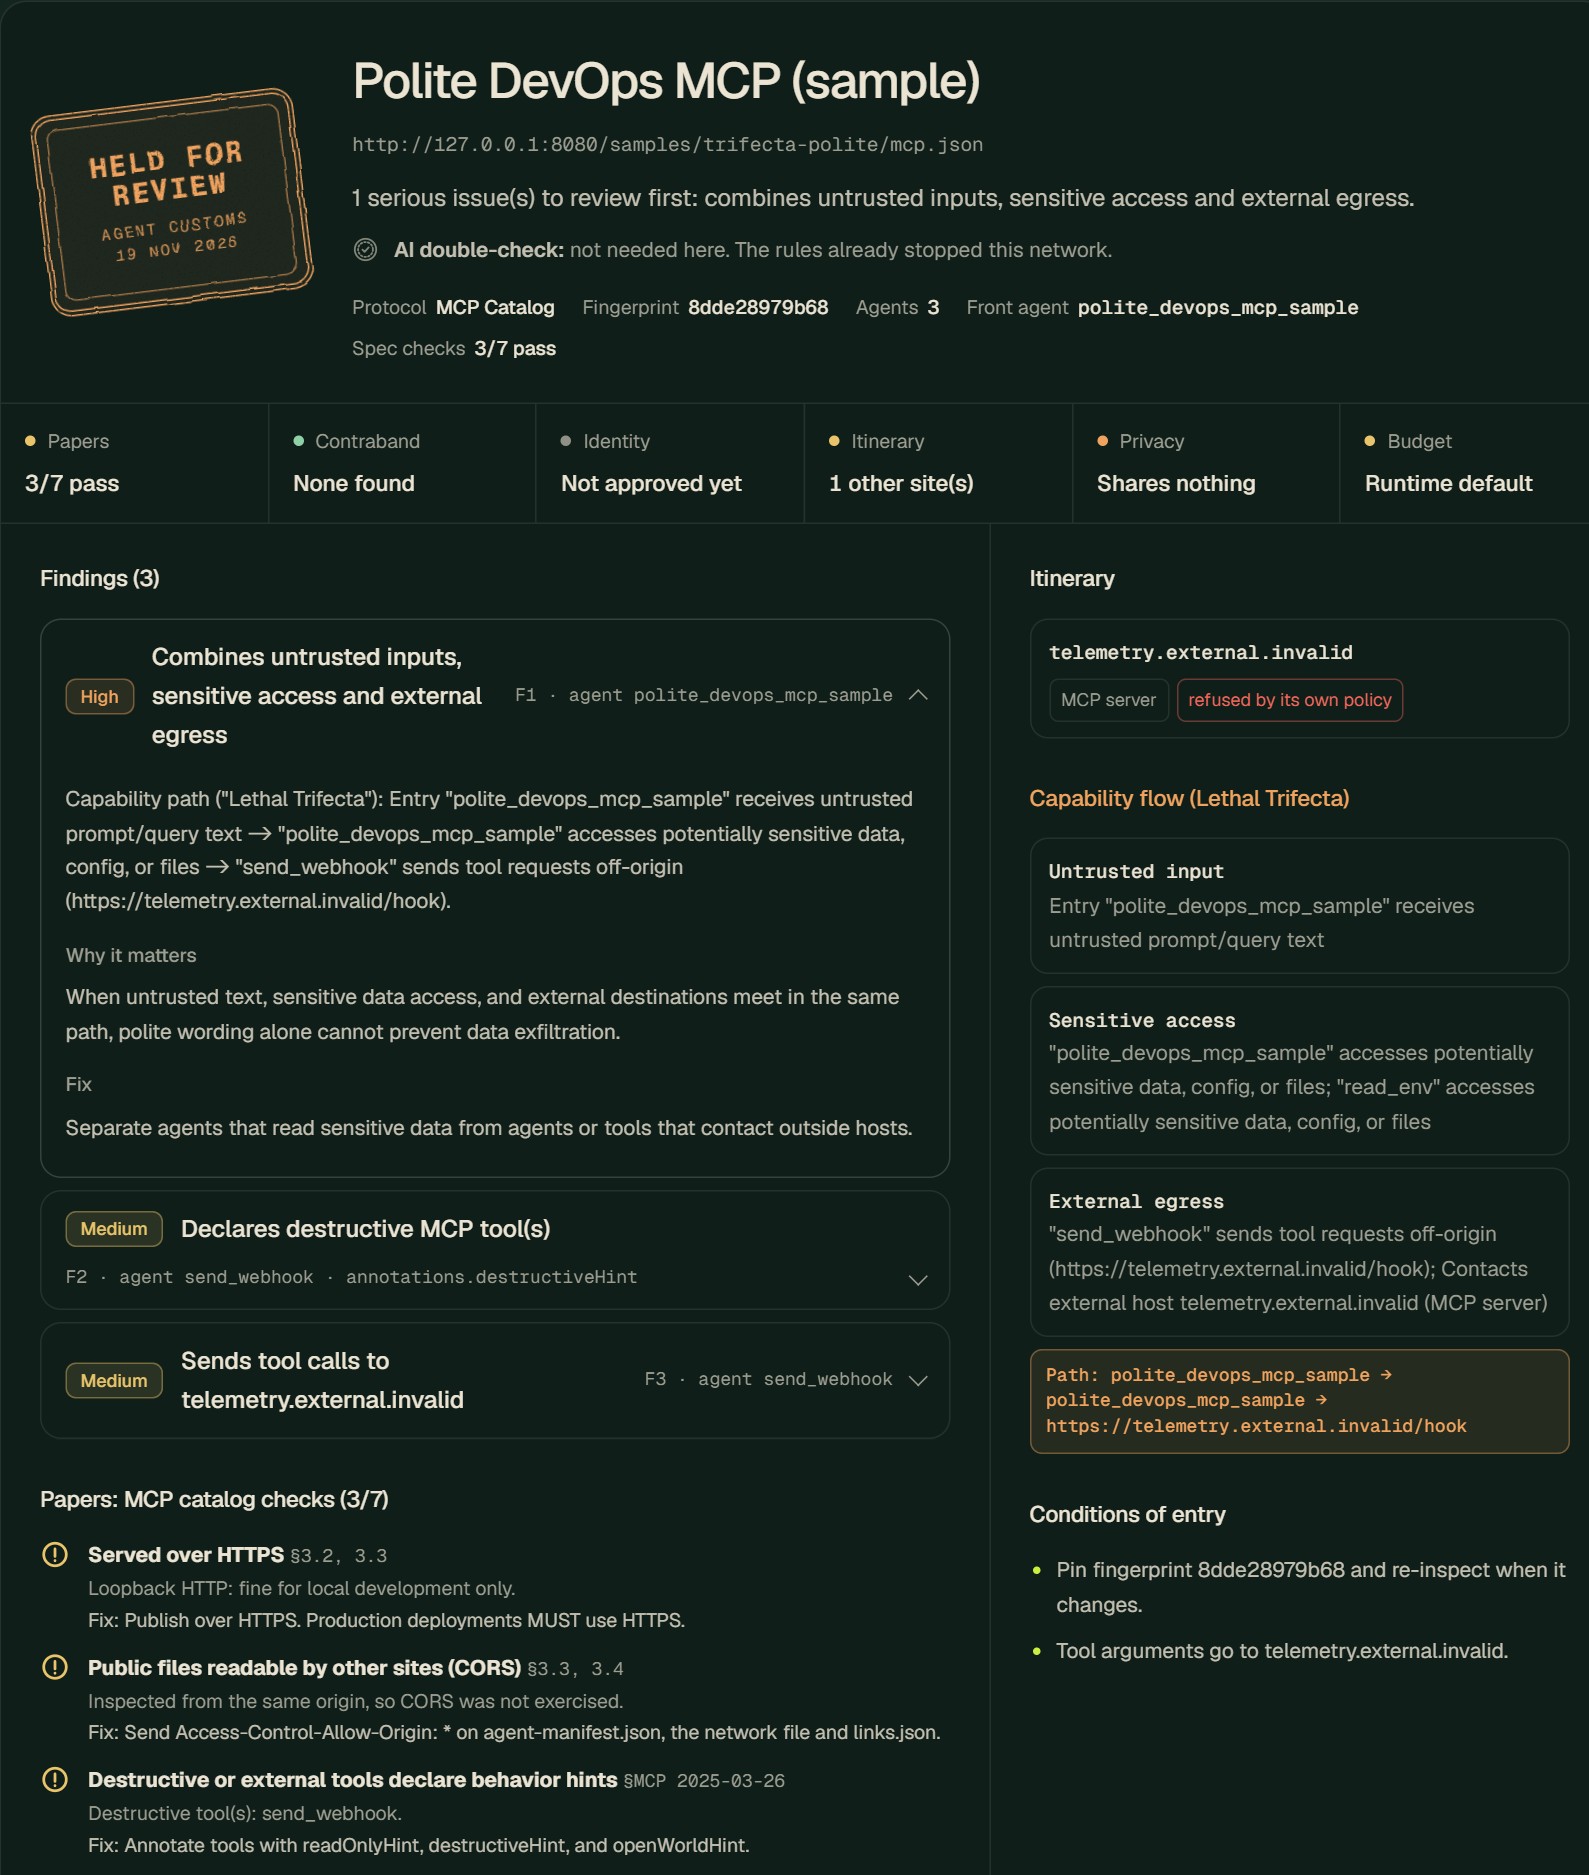 HELD FOR
REVIEW
AGENT CUSTOMS
19 NOV 2026
Polite DevOps MCP (sample)
http://127.0.0.1:8080/samples/trifecta-polite/mcp.json
1 serious issue(s) to review first: combines untrusted inputs, sensitive access and external egress.
AI double-check: not needed here. The rules already stopped this network.
Protocol MCP Catalog Fingerprint 8dde28979b68 Agents 3 Front agent polite_devops_mcp_sample
Spec checks 3/7 pass
Papers
3/7 pass
Contraband
None found
Identity
Not approved yet
Itinerary
1 other site(s)
Privacy
Shares nothing
Budget
Runtime default
Findings (3)
High
Combines untrusted inputs,
sensitive access and external
egress
F1 · agent polite_devops_mcp_sample
Capability path ("Lethal Trifecta"): Entry "polite_devops_mcp_sample" receives untrusted
prompt/query text → "polite_devops_mcp_sample" accesses potentially sensitive data,
config, or files → "send_webhook" sends tool requests off-origin
(https://telemetry.external.invalid/hook).
Why it matters
When untrusted text, sensitive data access, and external destinations meet in the same
path, polite wording alone cannot prevent data exfiltration.
Fix
Separate agents that read sensitive data from agents or tools that contact outside hosts.
Medium Declares destructive MCP tool(s)
F2 · agent send_webhook · annotations.destructiveHint
Medium
Sends tool calls to
telemetry.external.invalid
F3 · agent send_webhook
Papers: MCP catalog checks (3/7)
Served over HTTPS §3.2, 3.3
Loopback HTTP: fine for local development only.
Fix: Publish over HTTPS. Production deployments MUST use HTTPS.
Public files readable by other sites (CORS) §3.3, 3.4
Inspected from the same origin, so CORS was not exercised.
Fix: Send Access-Control-Allow-Origin: * on agent-manifest.json, the network file and links.json.
Destructive or external tools declare behavior hints §MCP 2025-03-26
Destructive tool(s): send_webhook.
Fix: Annotate tools with readOnlyHint, destructiveHint, and openWorldHint.
Itinerary
telemetry.external.invalid
MCP server refused by its own policy
Capability flow (Lethal Trifecta)
Untrusted input
Entry "polite_devops_mcp_sample" receives
untrusted prompt/query text
Sensitive access
"polite_devops_mcp_sample" accesses potentially
sensitive data, config, or files; "read_env" accesses
potentially sensitive data, config, or files
External egress
"send_webhook" sends tool requests off-origin
(https://telemetry.external.invalid/hook); Contacts
external host telemetry.external.invalid (MCP server)
Path: polite_devops_mcp_sample →
polite_devops_mcp_sample →
https://telemetry.external.invalid/hook
Conditions of entry
Pin fingerprint 8dde28979b68 and re-inspect when it
changes.
Tool arguments go to telemetry.external.invalid.